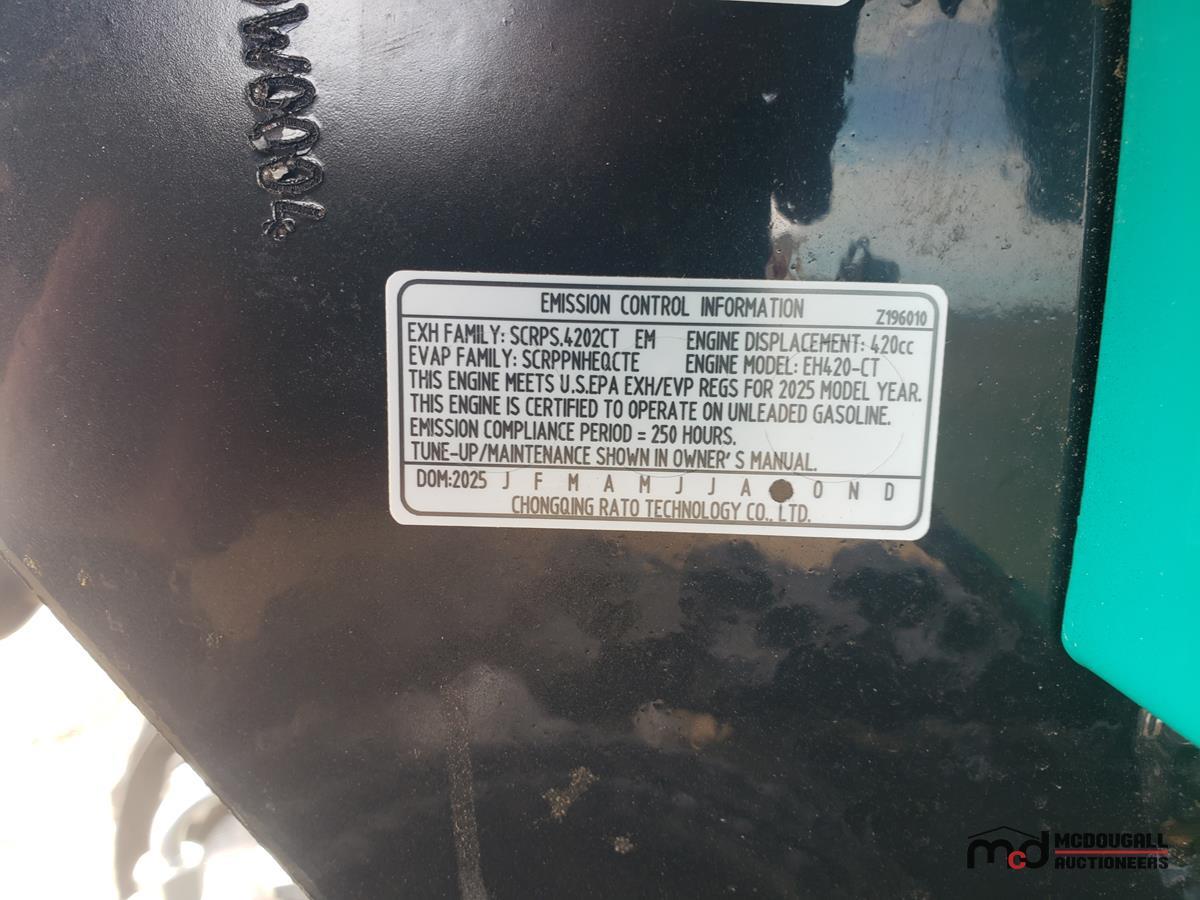 W0004
EMISSION CONTROL INFORMATION
Z196010
EXH FAMILY: SCRPS.4202CT EM ENGINE DISPLACEMENT: 420cc
EVAP FAMILY: SCRPPNHEQCTE ENGINE MODEL: EH420-CT
THIS ENGINE MEETS U.S.EPA EXH/EVP REGS FOR 2025 MODEL YEAR.
THIS ENGINE IS CERTIFIED TO OPERATE ON UNLEADED GASOLINE.
EMISSION COMPLIANCE PERIOD = 250 HOURS.
TUNE-UP/MAINTENANCE SHOWN IN OWNER'S MANUAL.
DOM:2025 J F M A M J J A O N D
CHONGQING RATO TECHNOLOGY CO., LTD.
mcd MCDOUGALL
AUCTIONEERS